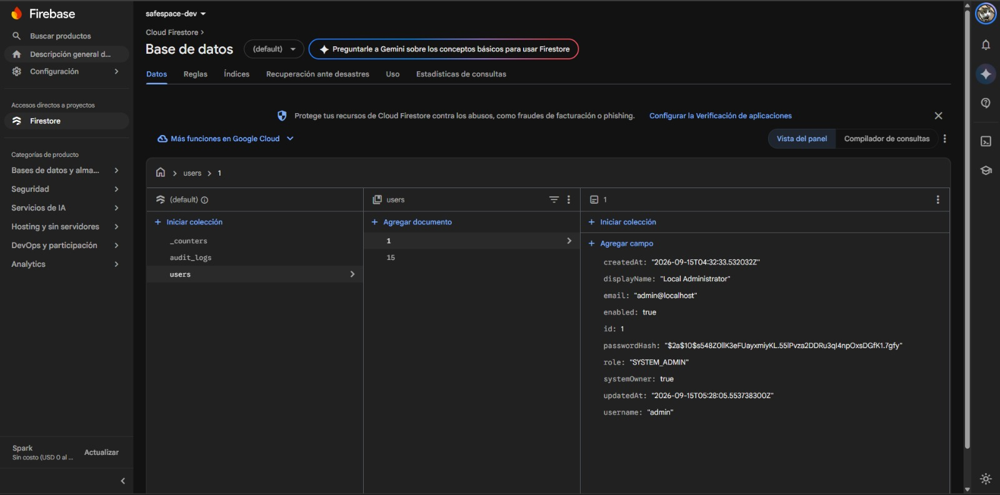 Firebase
Buscar productos
Descripción general d...
Configuración
Accesos directos a proyectos
Firestore
Categorías de producto
Bases de datos y alma...
Seguridad
Servicios de IA
Hosting y sin servidores
DevOps y participación
Analytics
Spark
Sin costo (USD 0 al ...
Actualizar
safespace-dev
Cloud Firestore
Base de datos
(default)
Preguntarle a Gemini sobre los conceptos básicos para usar Firestore
Datos
Reglas
Índices
Recuperación ante desastres
Uso
Estadísticas de consultas
Protege tus recursos de Cloud Firestore contra los abusos, como fraudes de facturación o phishing.
Configurar la Verificación de aplicaciones
Más funciones en Google Cloud
Vista del panel
Compilador de consultas
users
1
(default)
Iniciar colección
_counters
audit_logs
users
users
Agregar documento
1
15
1
Iniciar colección
Agregar campo
createdAt: "2026-09-15T04:32:33.532032Z"
displayName: "Local Administrator"
email: "admin@localhost"
enabled: true
id: 1
passwordHash: "$2a$10$s548Z0llK3eFUayxmiyKL.55lPvza2DDRu3qI4npOxsDGfK1.7gfy"
role: "SYSTEM_ADMIN"
systemOwner: true
updatedAt: "2026-09-15T05:28:05.553738300Z"
username: "admin"